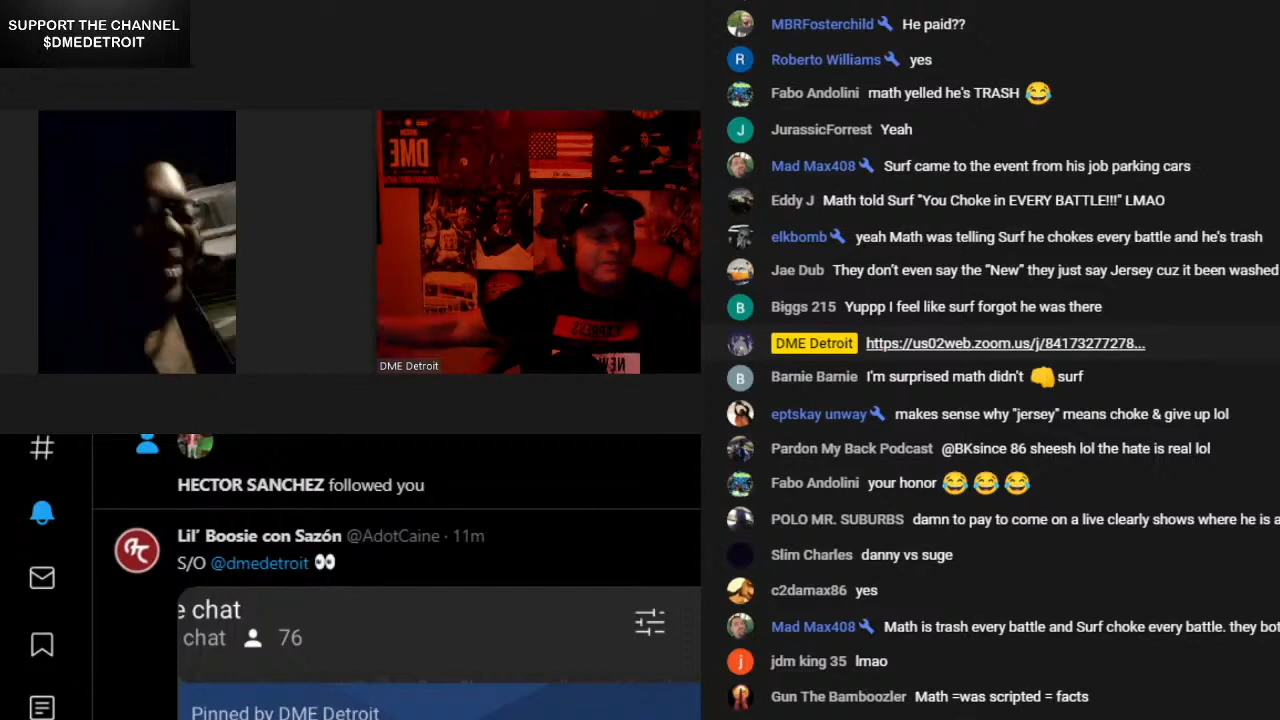 SUPPORT THE CHANNEL
$DMEDETROIT
DME
DME Detroit
#
HECTOR SANCHEZ followed you
Lil' Boosie con Sazón @AdotCaine · 11m
S/O @dmedetroit 👀
e chat
chat 76
Pinned by DME Detroit
MBRFosterchild He paid??
R Roberto Williams yes
Fabo Andolini math yelled he's TRASH 😂
J JurassicForrest Yeah
Mad Max408 Surf came to the event from his job parking cars
Eddy J Math told Surf "You Choke in EVERY BATTLE!!!" LMAO
elkbomb yeah Math was telling Surf he chokes every battle and he's trash
Jae Dub They don't even say the "New" they just say Jersey cuz it been washed
B Biggs 215 Yuppp I feel like surf forgot he was there
DME Detroit https://us02web.zoom.us/j/84173277278...
B Barnie Barnie I'm surprised math didn't 👊 surf
eptskay unway makes sense why "jersey" means choke & give up lol
Pardon My Back Podcast @BKsince 86 sheesh lol the hate is real lol
Fabo Andolini your honor 😂😂😂
POLO MR. SUBURBS damn to pay to come on a live clearly shows where he is a
Slim Charles danny vs suge
c2damax86 yes
Mad Max408 Math is trash every battle and Surf choke every battle. they bot
j jdm king 35 lmao
Gun The Bamboozler Math =was scripted = facts